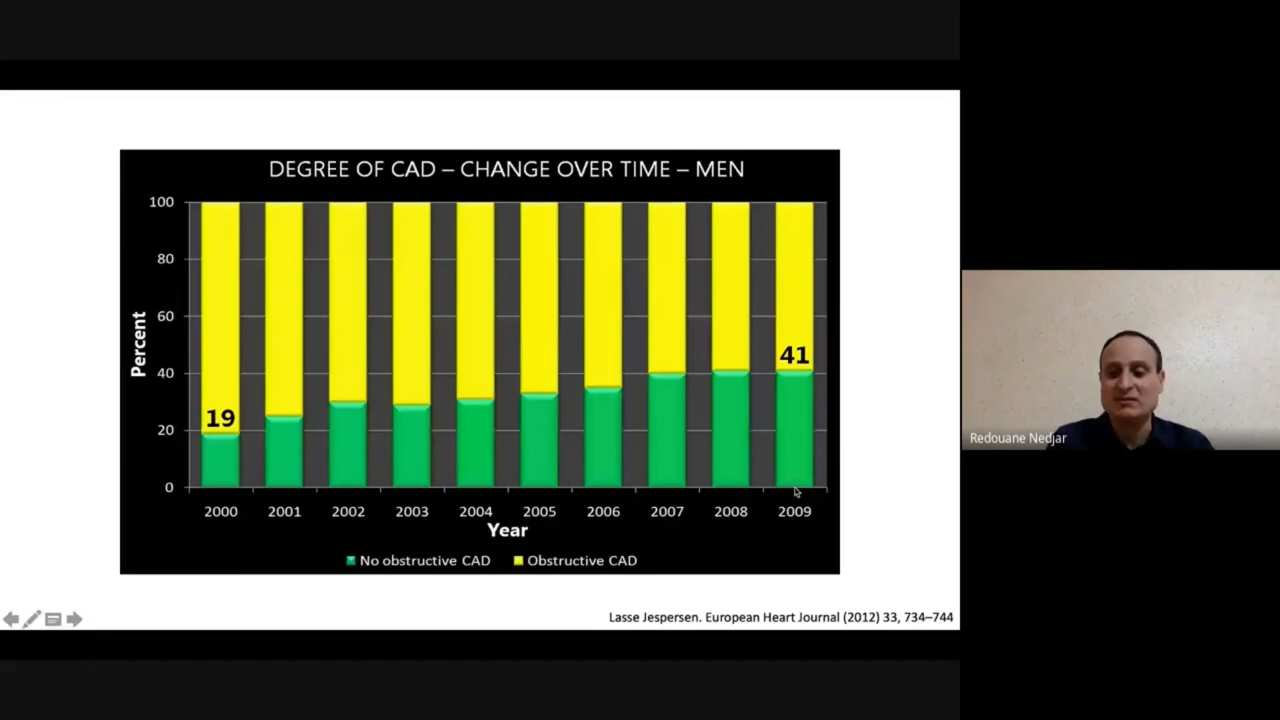 DEGREE OF CAD – CHANGE OVER TIME – MEN
100
80
60
40
20
0
Percent
19
41
2000 2001 2002 2003 2004 2005 2006 2007 2008 2009
Year
No obstructive CAD Obstructive CAD
Lasse Jespersen. European Heart Journal (2012) 33, 734–744
Redouane Nedjar